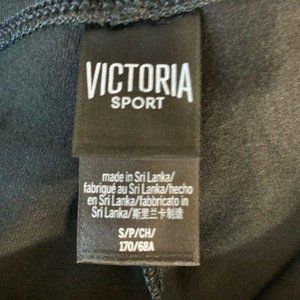 VICTORIA
SPORT
made in Sri Lanka/
fabriqué au Sri Lanka/hecho
en Sri Lanka/fabbricato in
Sri Lanka/斯里兰卡制造
S/P/CH/
170/68A